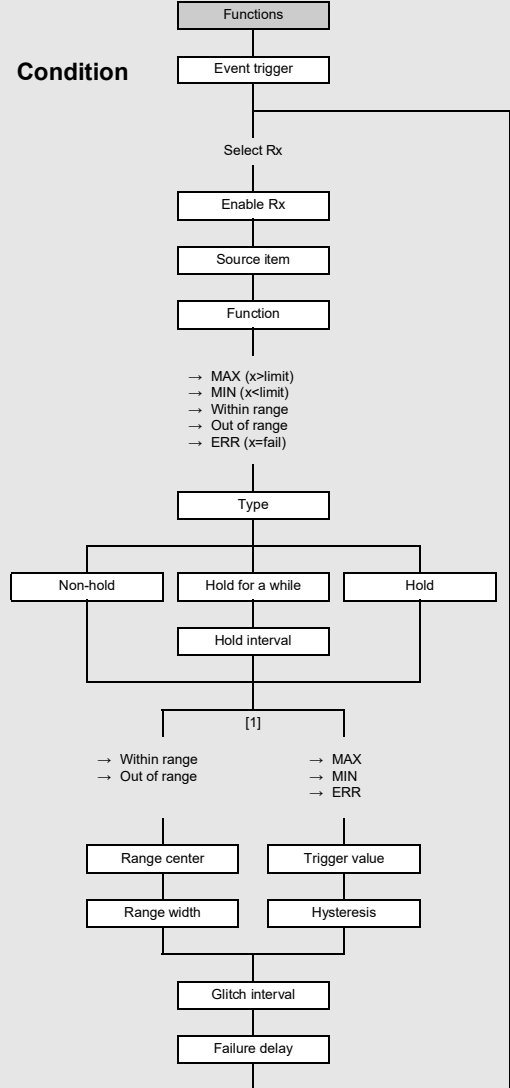 Functions
Condition
Event trigger
Select Rx
Enable Rx
Source item
Function
→ MAX (x>limit)
→ MIN (x<limit)
→ Within range
→ Out of range
→ ERR (x=fail)
Type
Non-hold
Hold for a while
Hold
Hold interval
[1]
→ Within range
→ Out of range
→ MAX
→ MIN
→ ERR
Range center
Trigger value
Range width
Hysteresis
Glitch interval
Failure delay